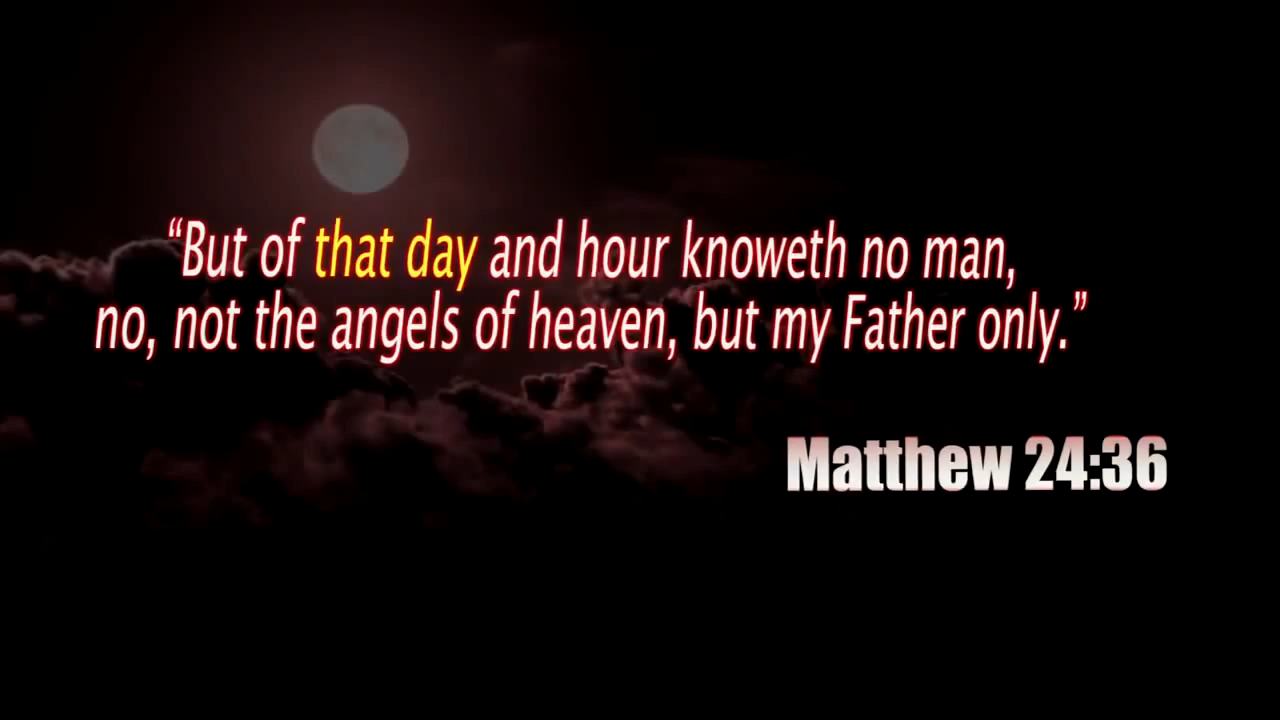 “But of that day and hour knoweth no man,
no, not the angels of heaven, but my Father only.”
Matthew 24:36